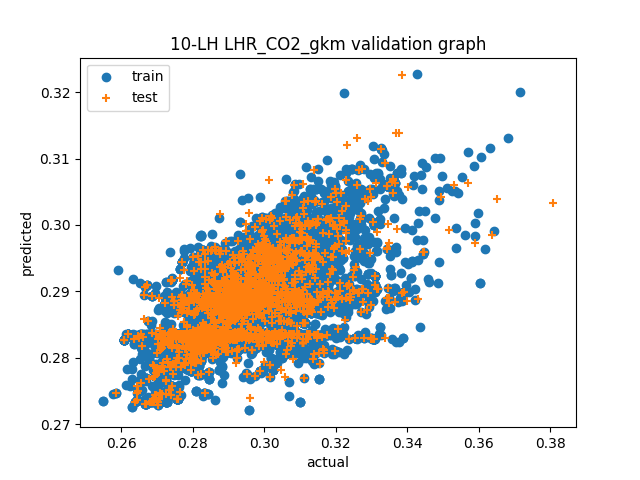 10-LH LHR_CO2_gkm validation graph
train
test
0.32
0.31
0.30
0.29
0.28
0.27
predicted
0.26 0.28 0.30 0.32 0.34 0.36 0.38
actual